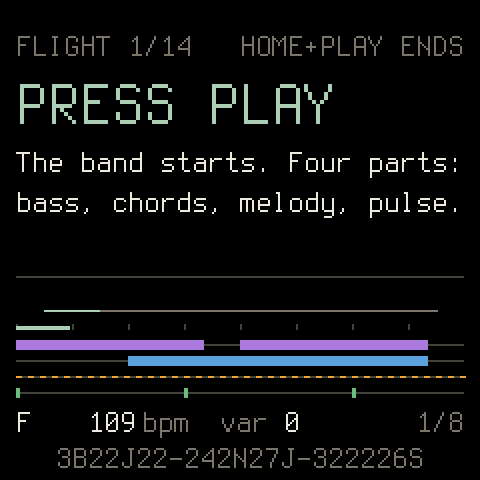 FLIGHT 1/14 HOME+PLAY ENDS
PRESS PLAY
The band starts. Four parts:
bass, chords, melody, pulse.
F 109 bpm var 0 1/8
3B22J22-242N27J-322226S